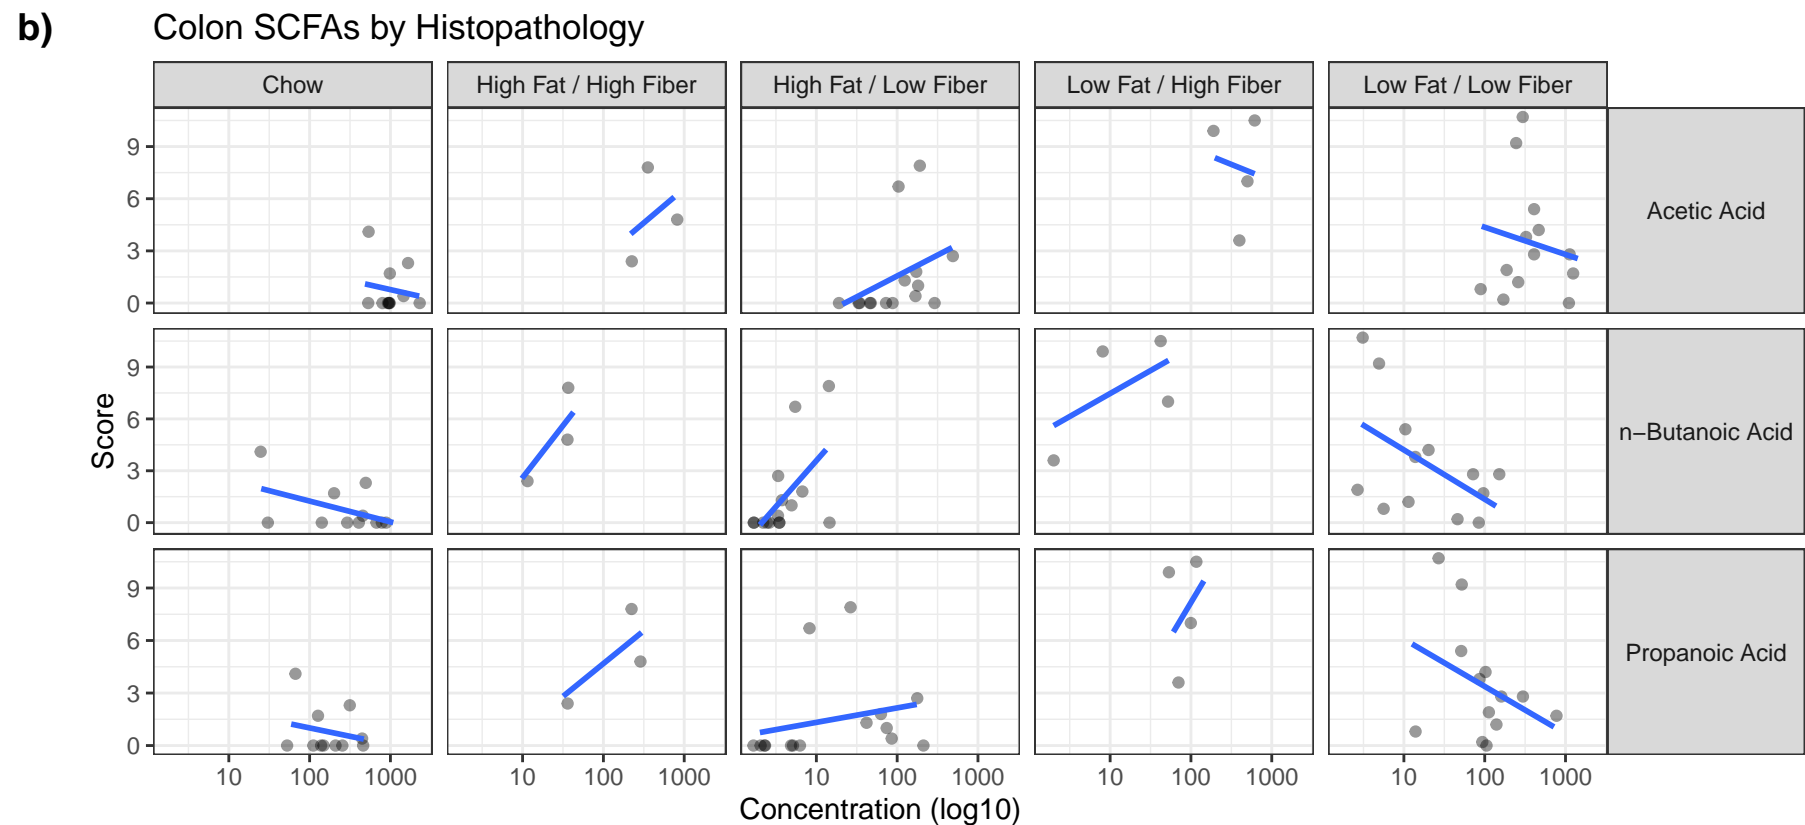 b) Colon SCFAs by Histopathology
Chow High Fat / High Fiber High Fat / Low Fiber Low Fat / High Fiber Low Fat / Low Fiber
9
6
3
0
Acetic Acid
Score
9
6
3
0
n−Butanoic Acid
9
6
3
0
Propanoic Acid
10 100 1000 10 100 1000 10 100 1000 10 100 1000 10 100 1000
Concentration (log10)